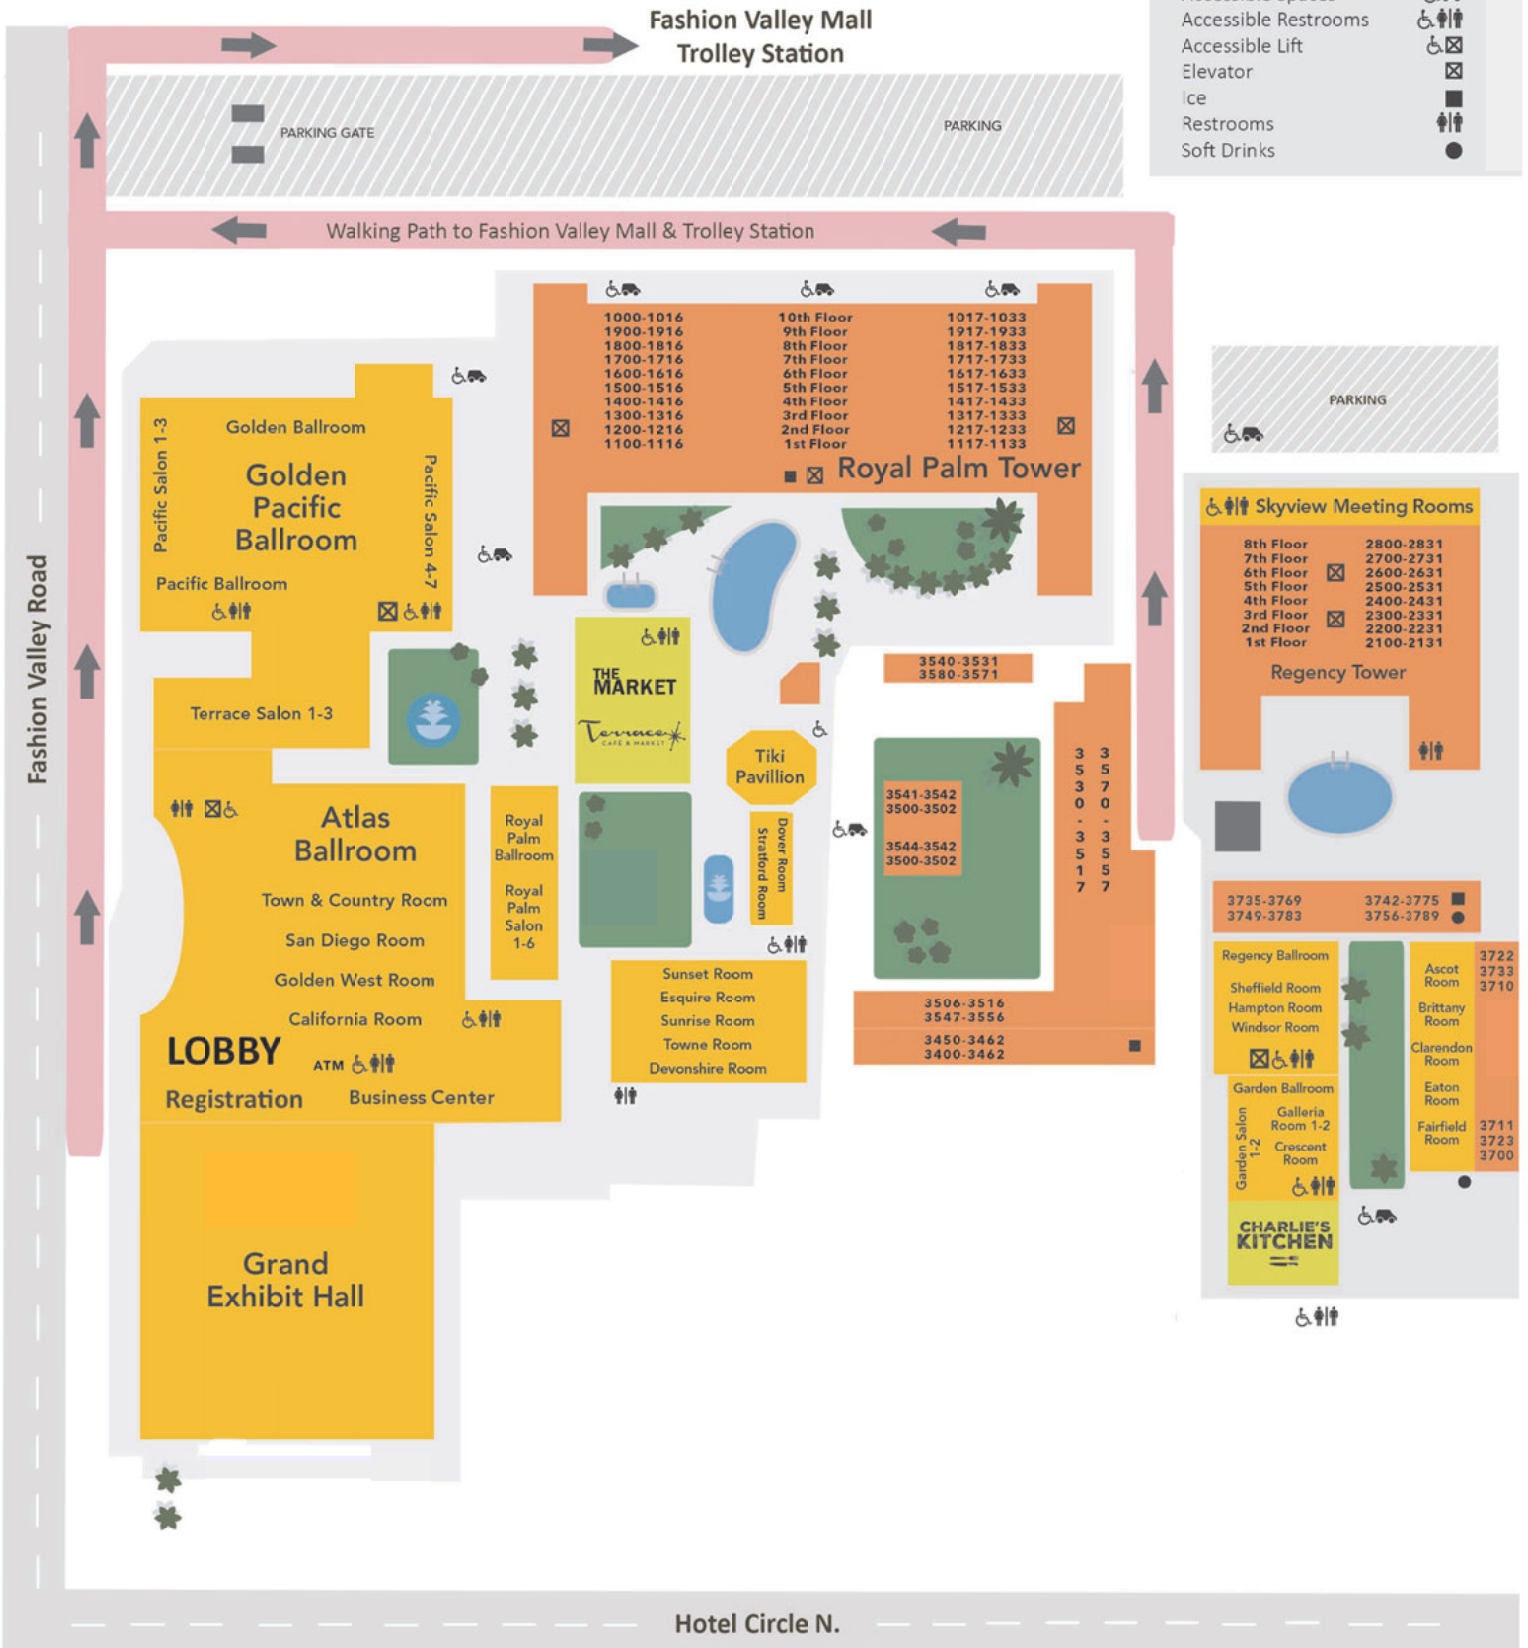 Fashion Valley Mall
Trolley Station
Accessible Restrooms
Accessible Lift
Elevator
Ice
Restrooms
Soft Drinks
PARKING GATE
PARKING
Walking Path to Fashion Valley Mall & Trolley Station
Fashion Valley Road
1000-1016 10th Floor 1017-1033
1900-1916 9th Floor 1917-1933
1800-1816 8th Floor 1817-1833
1700-1716 7th Floor 1717-1733
1600-1616 6th Floor 1617-1633
1500-1516 5th Floor 1517-1533
1400-1416 4th Floor 1417-1433
1300-1316 3rd Floor 1317-1333
1200-1216 2nd Floor 1217-1233
1100-1116 1st Floor 1117-1133
Royal Palm Tower
PARKING
Golden Ballroom
Pacific Salon 1-3
Golden
Pacific
Ballroom
Pacific Salon 4-7
Pacific Ballroom
Terrace Salon 1-3
THE
MARKET
Terrace
CAFE & MARKET
Tiki
Pavillion
Dover Room
Stratford Room
3540-3531
3580-3571
3541-3542
3500-3502
3544-3542
3500-3502
3530-3517
3570-3557
3506-3516
3547-3556
3450-3462
3400-3462
Skyview Meeting Rooms
8th Floor 2800-2831
7th Floor 2700-2731
6th Floor 2600-2631
5th Floor 2500-2531
4th Floor 2400-2431
3rd Floor 2300-2331
2nd Floor 2200-2231
1st Floor 2100-2131
Regency Tower
3735-3769 3742-3775
3749-3783 3756-3789
Regency Ballroom
Sheffield Room
Hampton Room
Windsor Room
Garden Ballroom
Garden Salon
1-2
Galleria
Room 1-2
Crescent
Room
CHARLIE'S
KITCHEN
Ascot
Room
Brittany
Room
Clarendon
Room
Eaton
Room
Fairfield
Room
3722
3733
3710
3711
3723
3700
Atlas
Ballroom
Town & Country Room
San Diego Room
Golden West Room
California Room
LOBBY
ATM
Registration
Business Center
Royal
Palm
Ballroom
Royal
Palm
Salon
1-6
Sunset Room
Esquire Room
Sunrise Room
Towne Room
Devonshire Room
Grand
Exhibit Hall
Hotel Circle N.